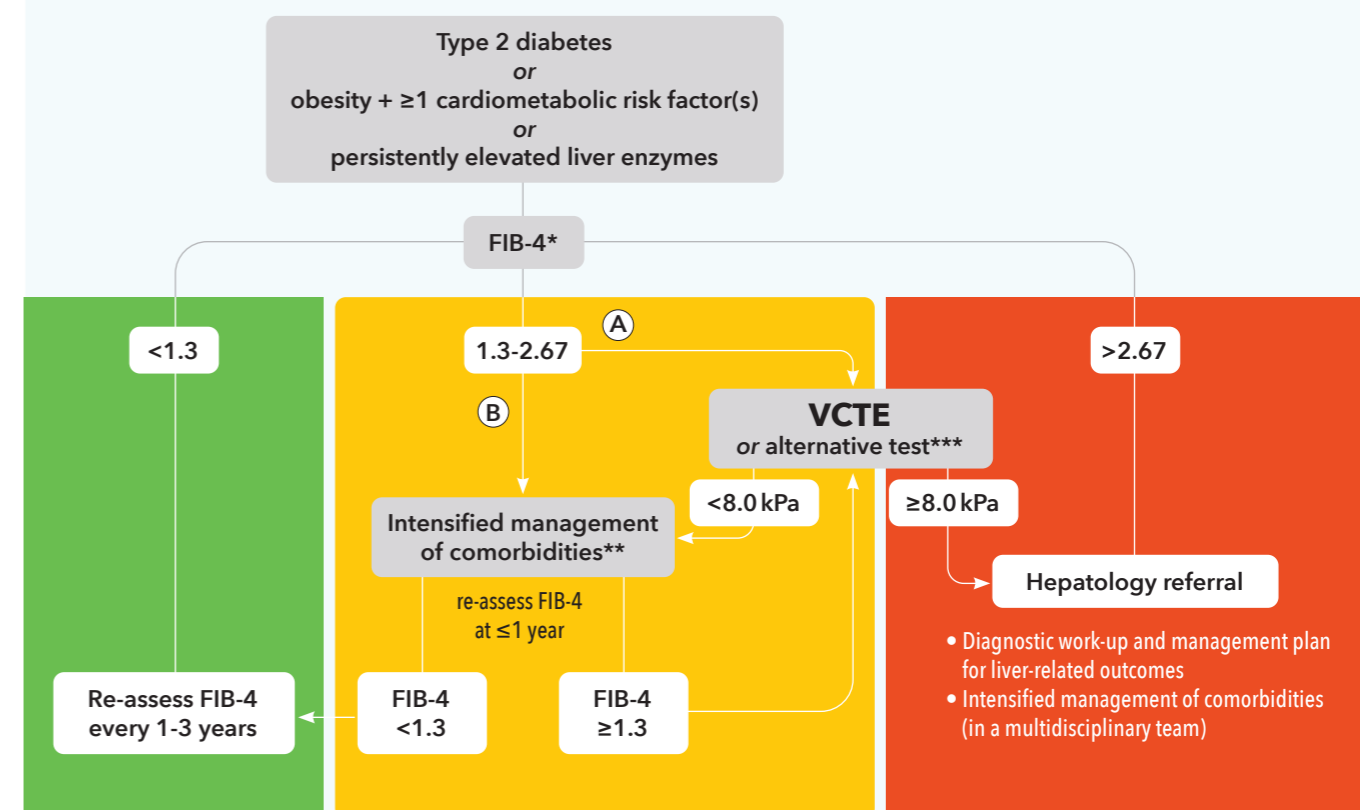 Type 2 diabetes
or
obesity + ≥1 cardiometabolic risk factor(s)
or
persistently elevated liver enzymes
FIB-4*
<1.3
1.3-2.67
A
>2.67
B
VCTE
or alternative test***
<8.0 kPa
≥8.0 kPa
Intensified management
of comorbidities**
re-assess FIB-4
at ≤1 year
Hepatology referral
• Diagnostic work-up and management plan
for liver-related outcomes
• Intensified management of comorbidities
(in a multidisciplinary team)
Re-assess FIB-4
every 1-3 years
FIB-4
<1.3
FIB-4
≥1.3